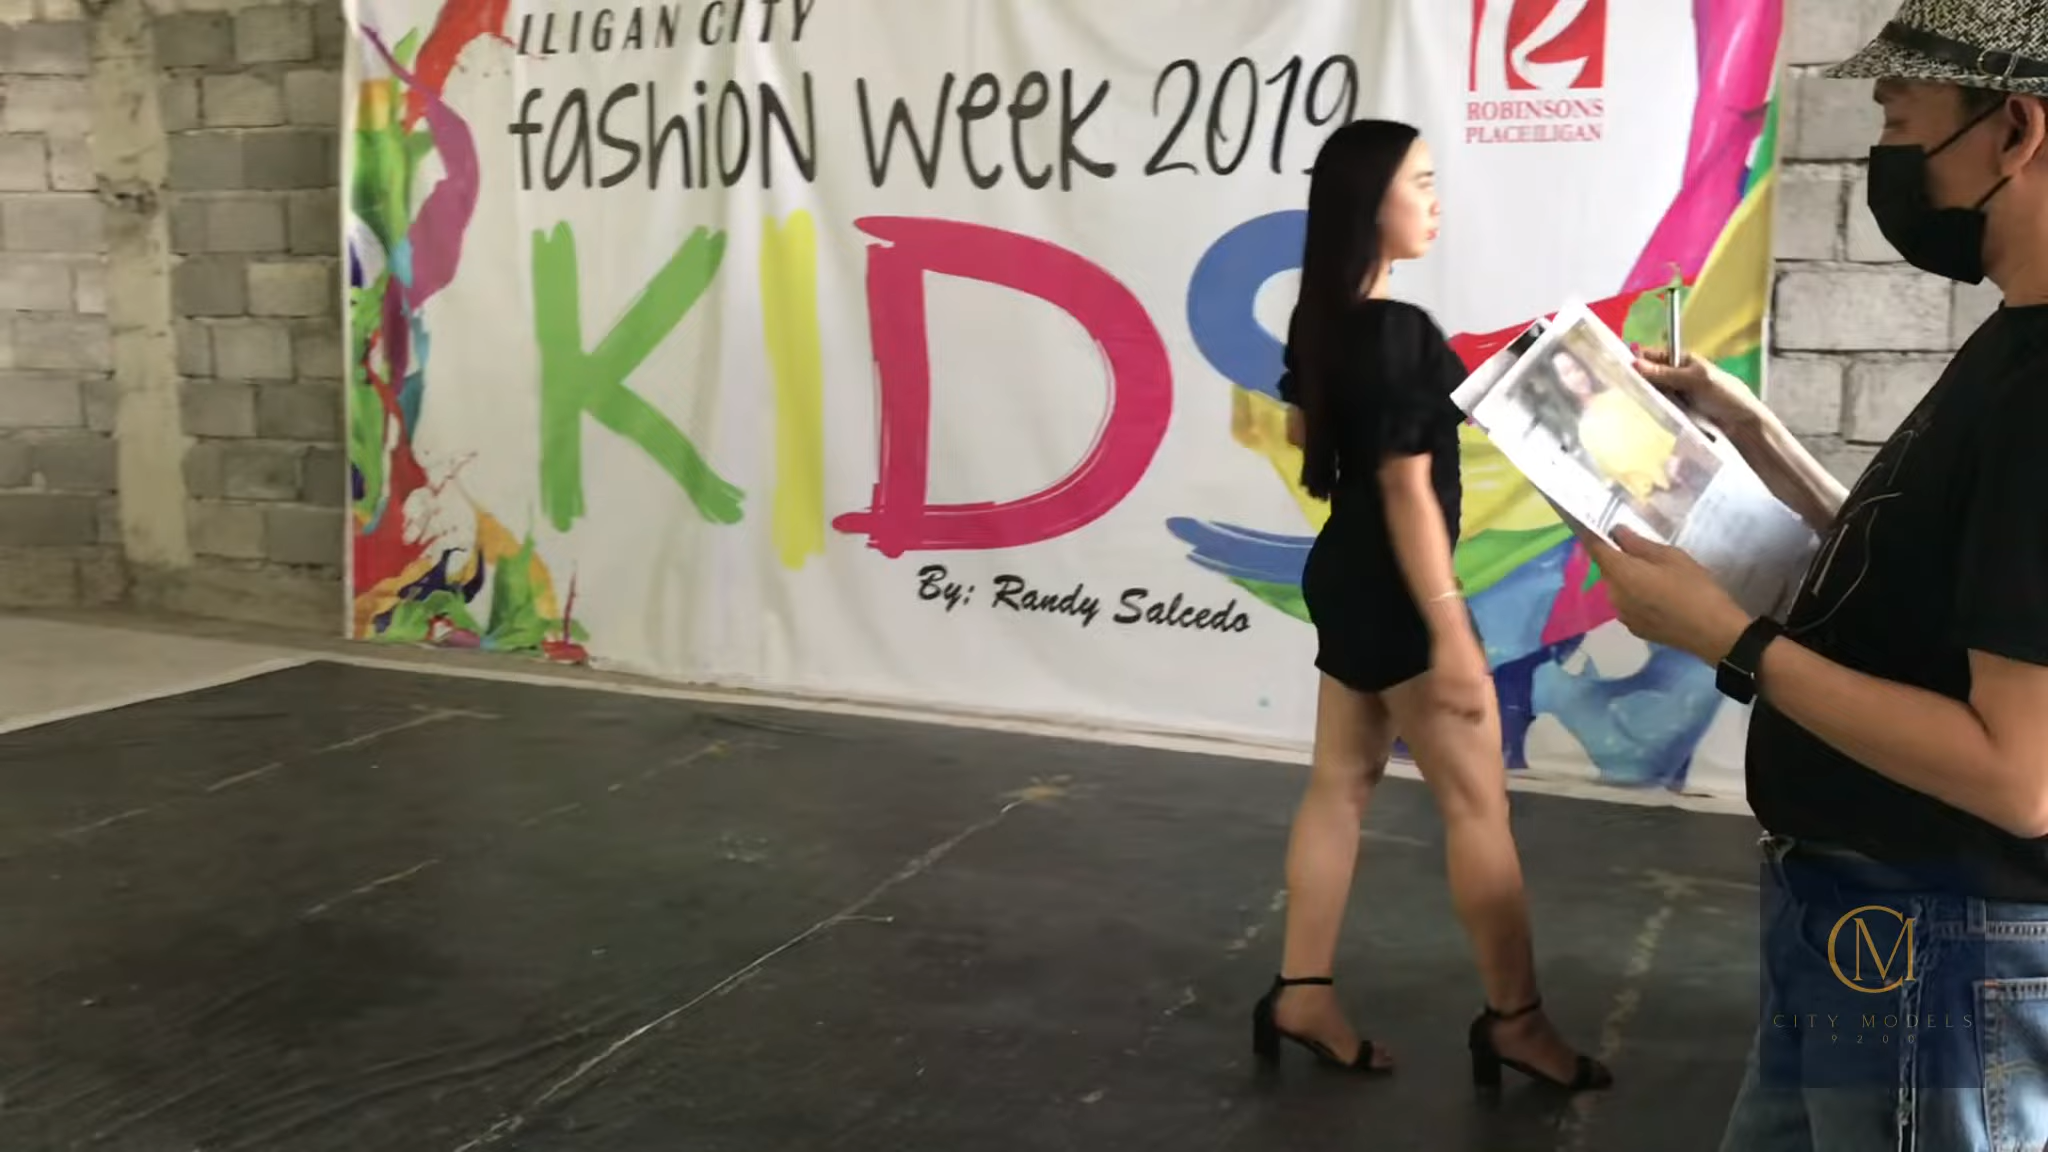 ILIGAN CITY
fashion week 2019
KIDS
By: Randy Salcedo
ROBINSONS
PLACE ILIGAN
CM
CITY MODELS
9200